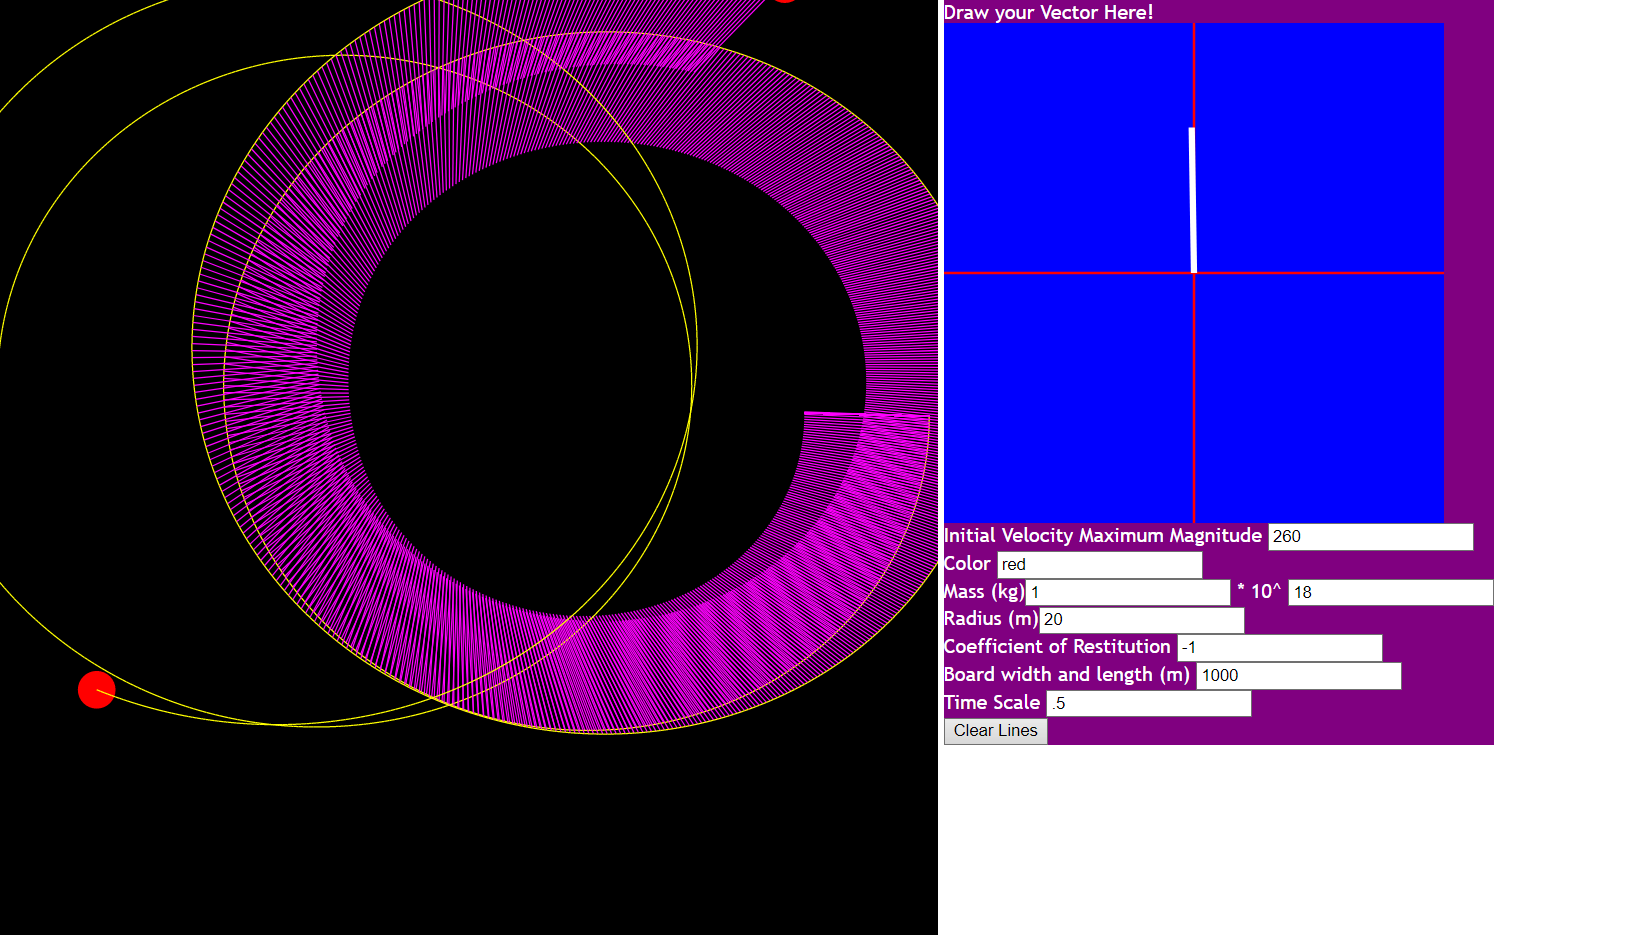 Draw your Vector Here!
Initial Velocity Maximum Magnitude 260
Color red
Mass (kg) 1 * 10^ 18
Radius (m) 20
Coefficient of Restitution -1
Board width and length (m) 1000
Time Scale .5
Clear Lines